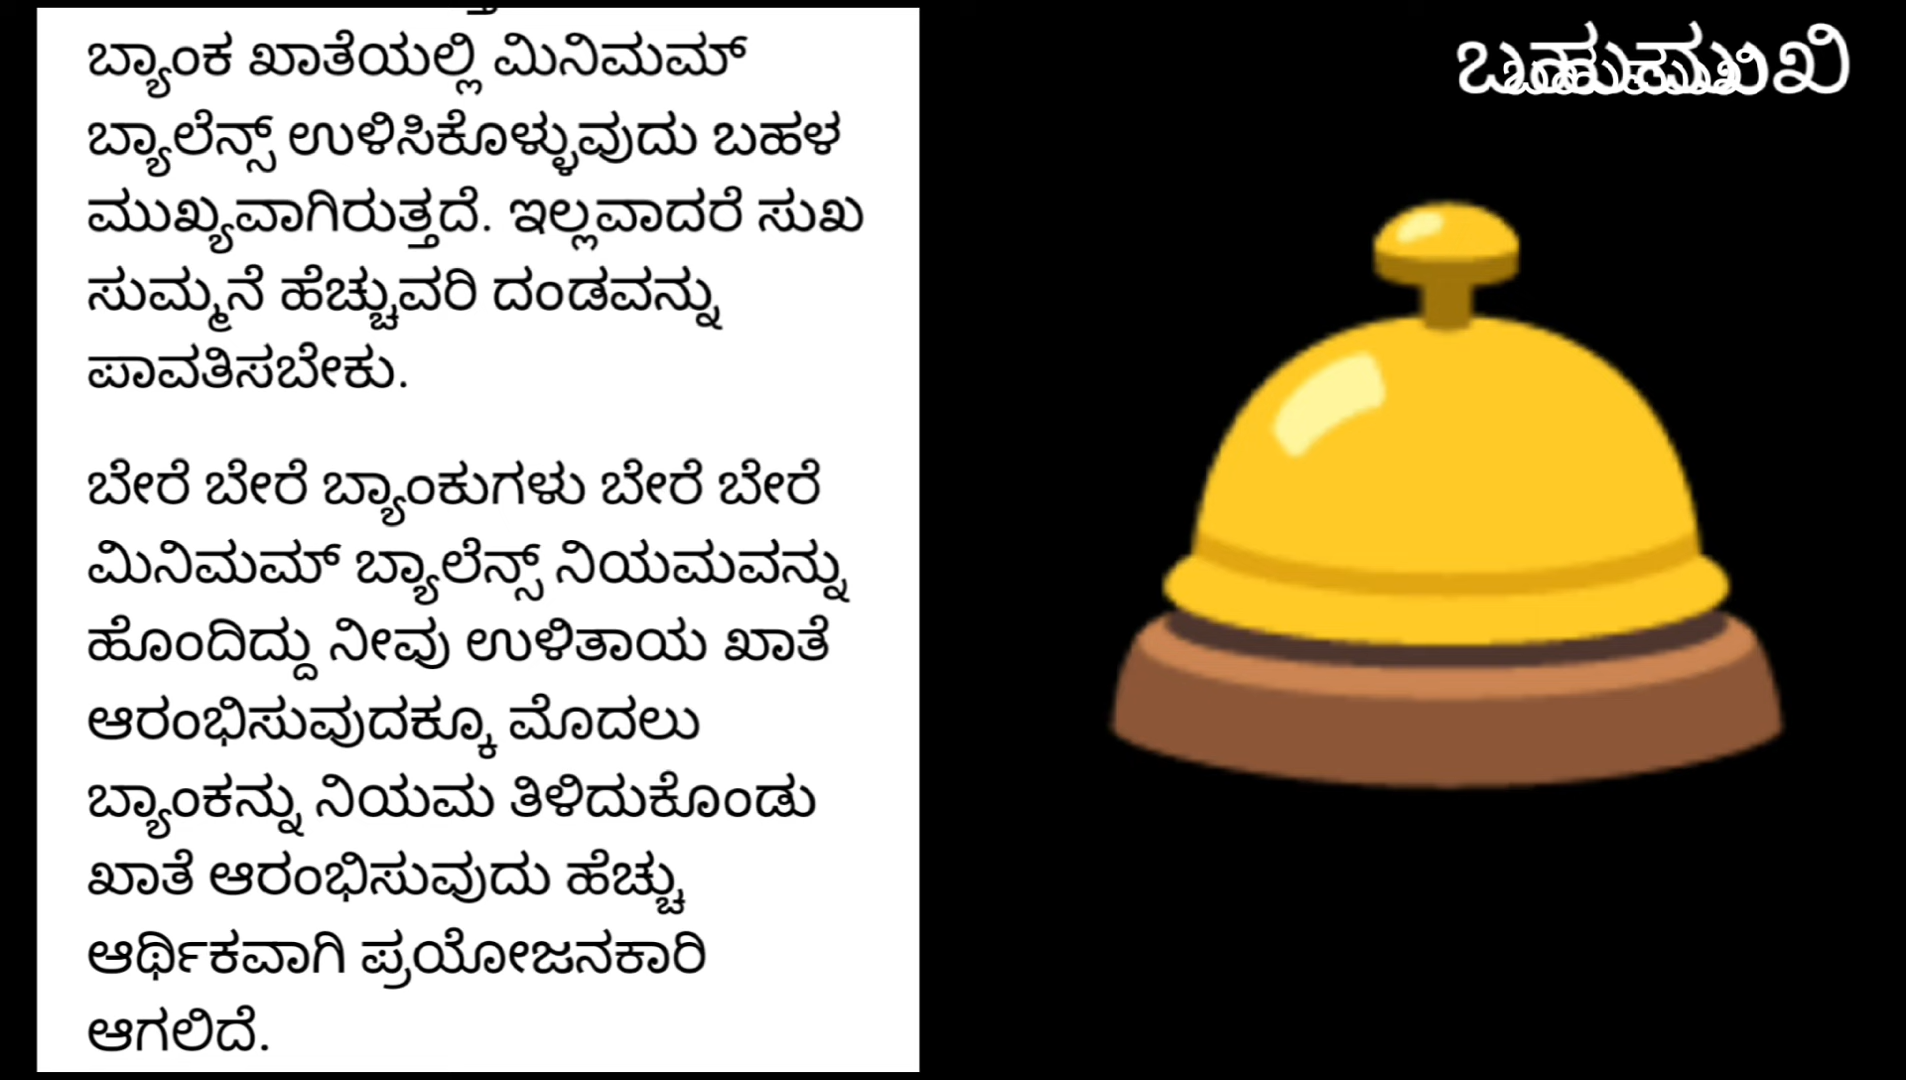 ಬ್ಯಾಂಕ ಖಾತೆಯಲ್ಲಿ ಮಿನಿಮಮ್
ಬ್ಯಾಲೆನ್ಸ್ ಉಳಿಸಿಕೊಳ್ಳುವುದು ಬಹಳ
ಮುಖ್ಯವಾಗಿರುತ್ತದೆ. ಇಲ್ಲವಾದರೆ ಸುಖ
ಸುಮ್ಮನೆ ಹೆಚ್ಚುವರಿ ದಂಡವನ್ನು
ಪಾವತಿಸಬೇಕು.
ಬೇರೆ ಬೇರೆ ಬ್ಯಾಂಕುಗಳು ಬೇರೆ ಬೇರೆ
ಮಿನಿಮಮ್ ಬ್ಯಾಲೆನ್ಸ್ ನಿಯಮವನ್ನು
ಹೊಂದಿದ್ದು ನೀವು ಉಳಿತಾಯ ಖಾತೆ
ಆರಂಭಿಸುವುದಕ್ಕೂ ಮೊದಲು
ಬ್ಯಾಂಕನ್ನು ನಿಯಮ ತಿಳಿದುಕೊಂಡು
ಖಾತೆ ಆರಂಭಿಸುವುದು ಹೆಚ್ಚು
ಆರ್ಥಿಕವಾಗಿ ಪ್ರಯೋಜನಕಾರಿ
ಆಗಲಿದೆ.
ಬಹುಮುಖಿ